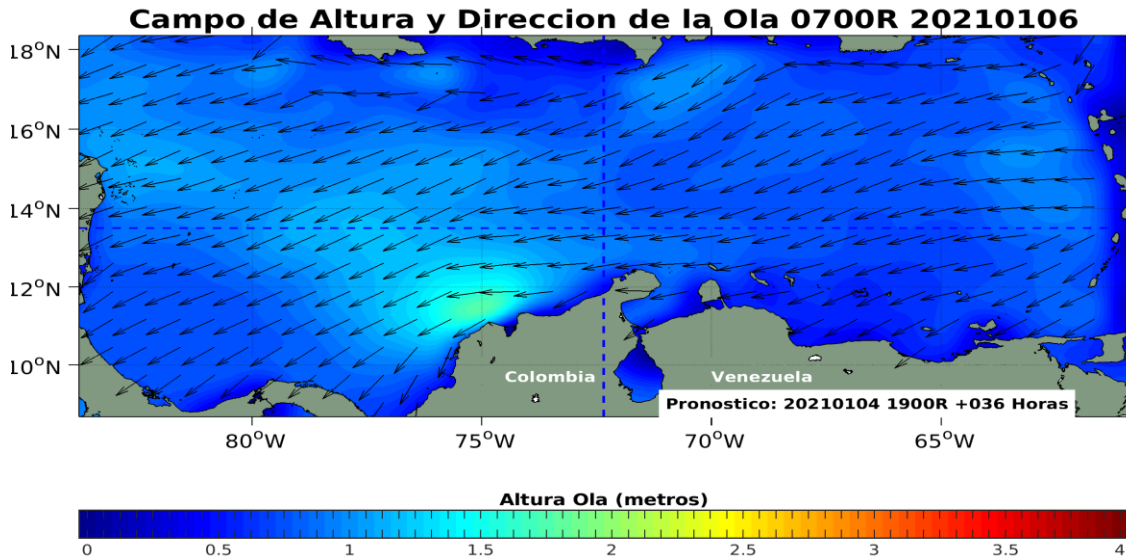 Campo de Altura y Direccion de la Ola 0700R 20210106
18°N
16°N
14°N
12°N
10°N
Colombia
Venezuela
Pronostico: 20210104 1900R +036 Horas
80°W 75°W 70°W 65°W
Altura Ola (metros)
0 0.5 1 1.5 2 2.5 3 3.5 4